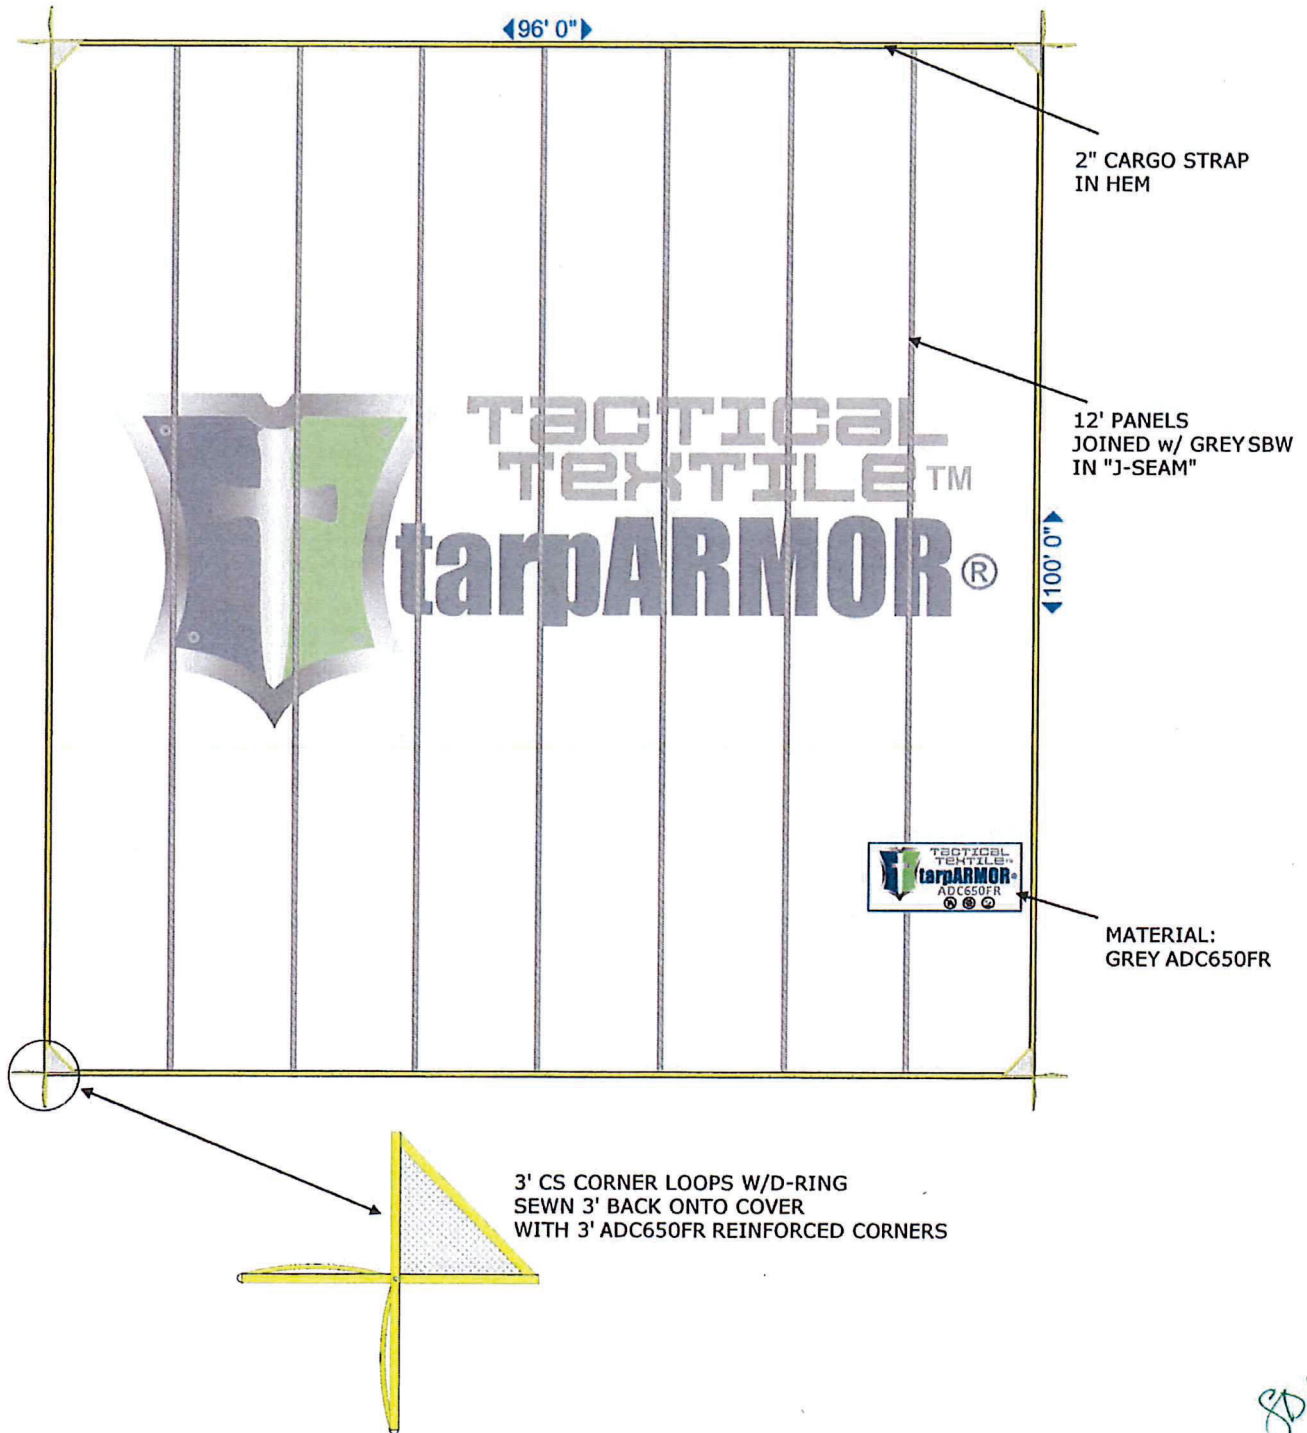 96' 0"
2" CARGO STRAP
IN HEM
12' PANELS
JOINED w/ GREY SBW
IN "J-SEAM"
TACTICAL
TEXTILE™
tarpARMOR®
100' 0"
TACTICAL
TEXTILE™
tarpARMOR®
ADC650FR
MATERIAL:
GREY ADC650FR
3' CS CORNER LOOPS W/D-RING
SEWN 3' BACK ONTO COVER
WITH 3' ADC650FR REINFORCED CORNERS